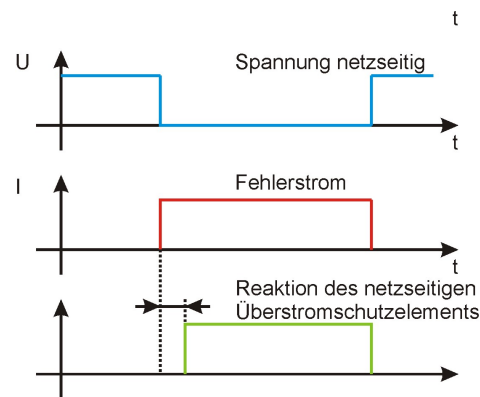 t
U
Spannung netzseitig
t
I
Fehlerstrom
t
Reaktion des netzseitigen
Überstromschutzelements